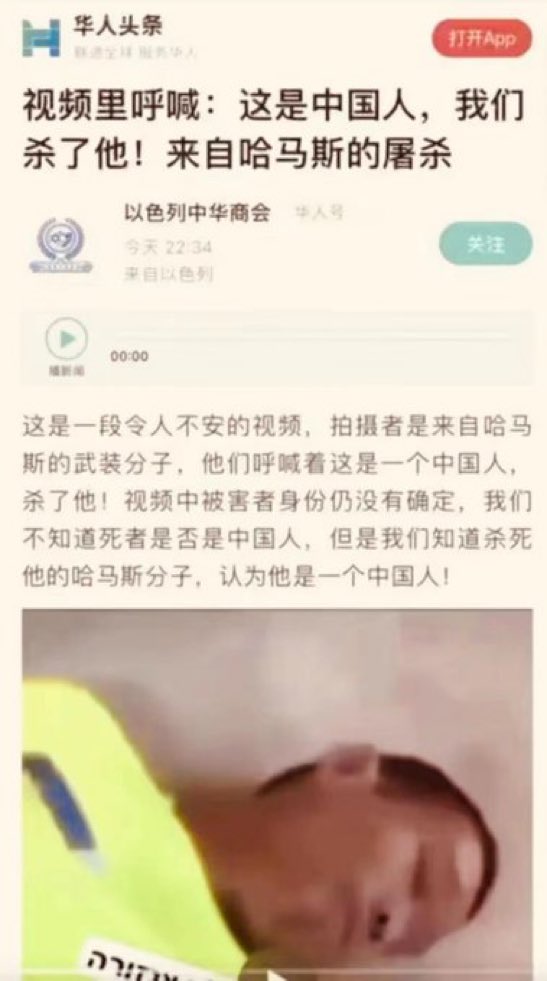 华人头条
打开App
视频里呼喊：这是中国人，我们
杀了他！来自哈马斯的屠杀
以色列中华商会 华人号
今天 22:34
来自以色列
关注
00:00
播新闻
这是一段令人不安的视频，拍摄者是来自哈马
斯的武装分子，他们呼喊着这是一个中国人，
杀了他！视频中被害者身份仍没有确定，我们
不知道死者是否是中国人，但是我们知道杀死
他的哈马斯分子，认为他是一个中国人！